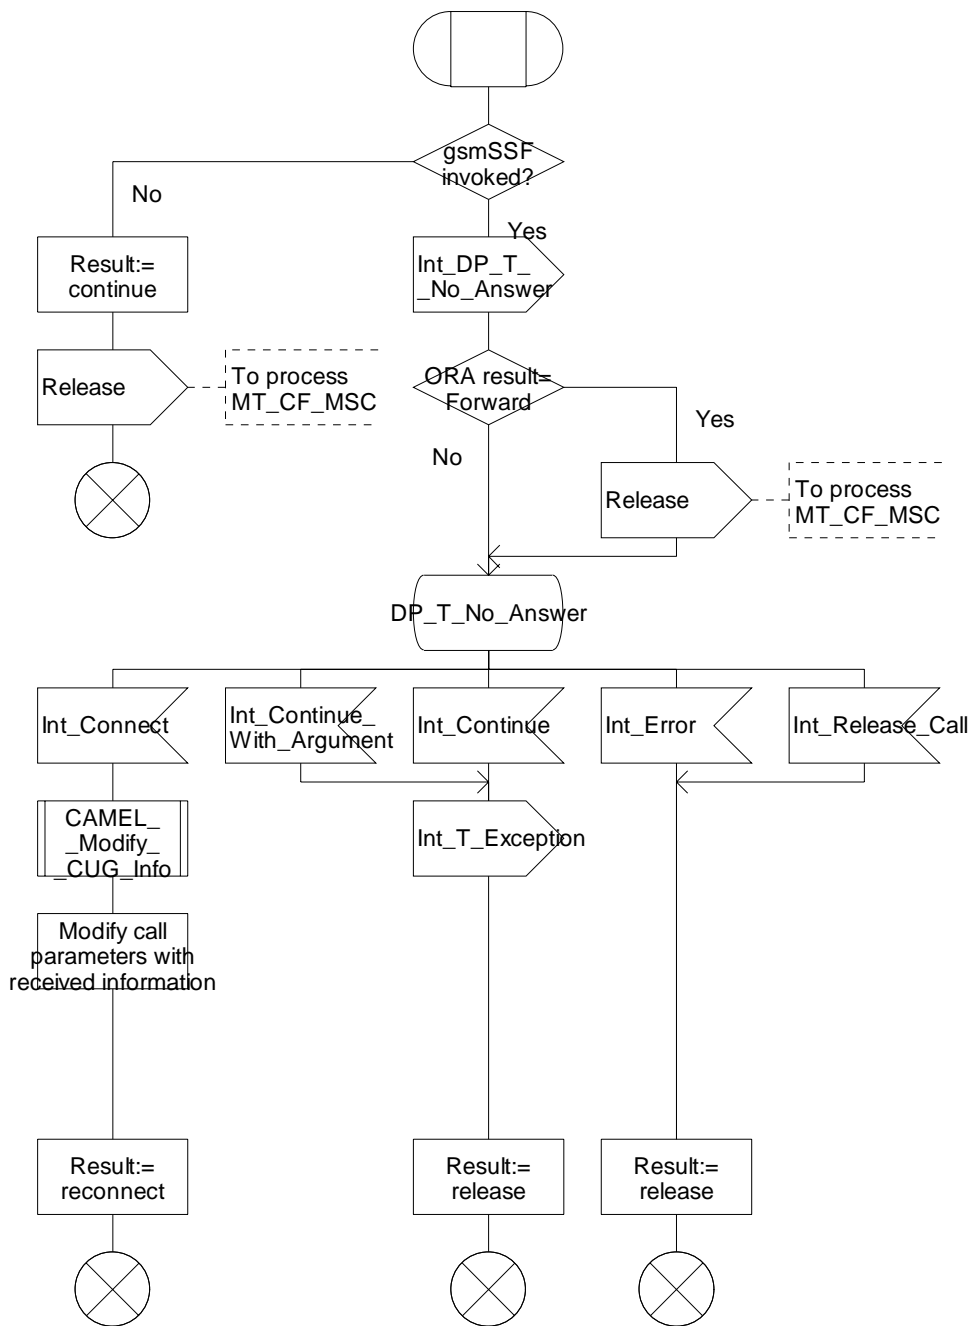 gsmSSF
invoked?
No
Yes
Result:=
continue
Int_DP_T_
_No_Answer
Release
To process
MT_CF_MSC
ORA result=
Forward
Yes
No
Release
To process
MT_CF_MSC
DP_T_No_Answer
Int_Connect
Int_Continue_
With_Argument
Int_Continue
Int_Error
Int_Release_Call
CAMEL_
_Modify_
_CUG_Info
Int_T_Exception
Modify call
parameters with
received information
Result:=
reconnect
Result:=
release
Result:=
release